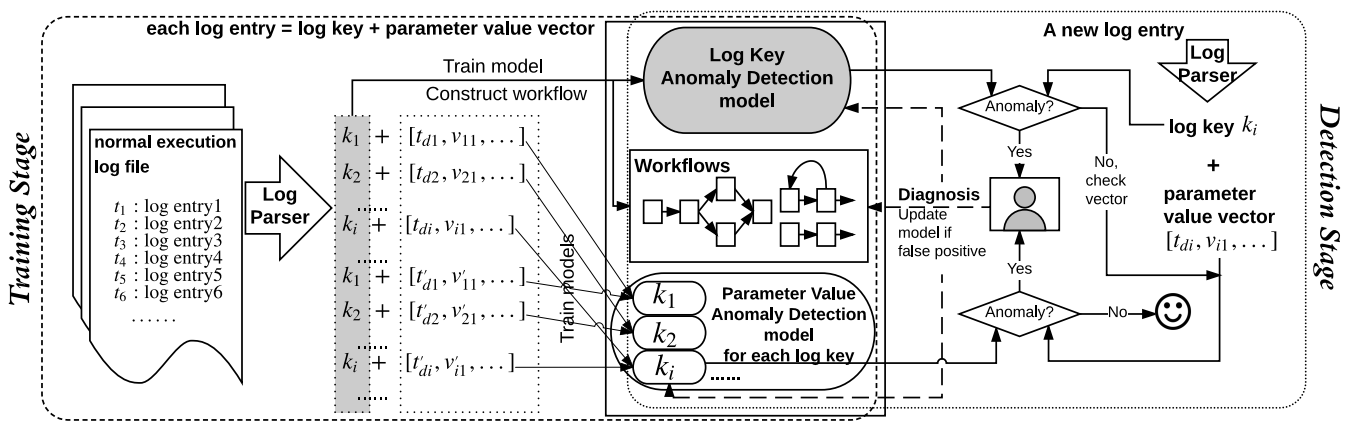 each log entry = log key + parameter value vector
Training Stage
normal execution
log file
t1 : log entry1
t2 : log entry2
t3 : log entry3
t4 : log entry4
t5 : log entry5
t6 : log entry6
......
Log
Parser
Train model
Construct workflow
k1 + [td1, v11, . . . ]
k2 + [td2, v21, . . . ]
......
ki + [tdi, vi1, . . . ]
......
k1 + [t′d1, v′11, . . . ]
k2 + [t′d2, v′21, . . . ]
......
ki + [t′di, v′i1, . . . ]
......
Train models
Log Key
Anomaly Detection
model
Workflows
k1
k2
ki
Parameter Value
Anomaly Detection
model
for each log key
......
Diagnosis
Update
model if
false positive
A new log entry
Log
Parser
log key ki
+
parameter
value vector
[tdi, vi1, . . . ]
Anomaly?
Yes
No,
check
vector
Yes
Anomaly?
No
Detection Stage